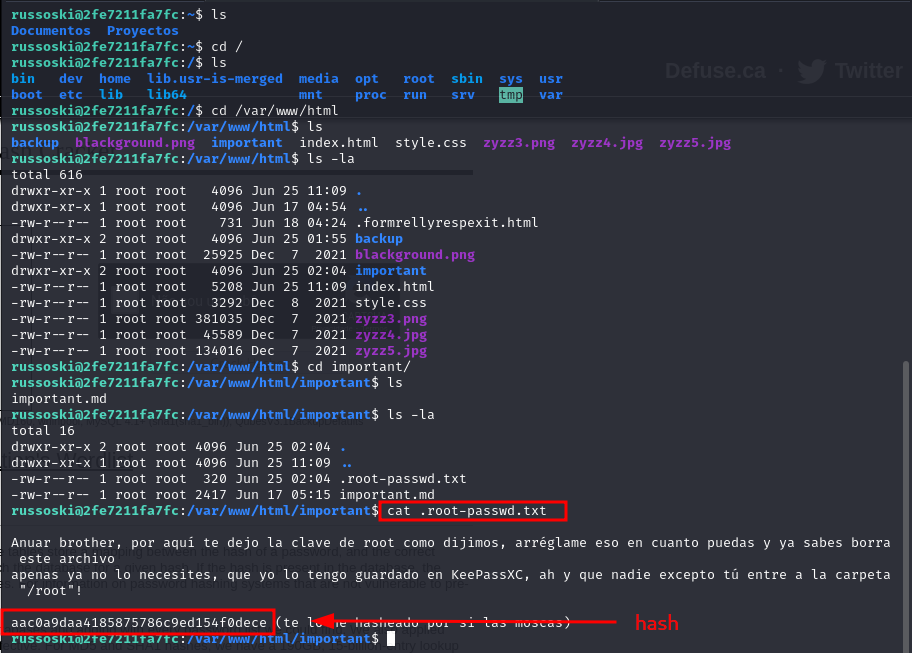 russoski@2fe7211fa7fc:~$ ls
Documentos  Proyectos
russoski@2fe7211fa7fc:~$ cd /
russoski@2fe7211fa7fc:/$ ls
bin   dev  home  lib.usr-is-merged  media  opt   root  sbin  sys  usr
boot  etc  lib   lib64              mnt    proc  run   srv   tmp  var
Defuse.ca · Twitter
russoski@2fe7211fa7fc:/$ cd /var/www/html
russoski@2fe7211fa7fc:/var/www/html$ ls
backup  blackground.png  important  index.html  style.css  zyzz3.png  zyzz4.jpg  zyzz5.jpg
russoski@2fe7211fa7fc:/var/www/html$ ls -la
total 616
drwxr-xr-x 1 root root   4096 Jun 25 11:09 .
drwxr-xr-x 1 root root   4096 Jun 17 04:54 ..
-rw-r--r-- 1 root root    731 Jun 18 04:24 .formrellyrespexit.html
drwxr-xr-x 2 root root   4096 Jun 25 01:55 backup
-rw-r--r-- 1 root root  25925 Dec  7  2021 blackground.png
drwxr-xr-x 2 root root   4096 Jun 25 02:04 important
-rw-r--r-- 1 root root   5208 Jun 25 11:09 index.html
-rw-r--r-- 1 root root   3292 Dec  8  2021 style.css
-rw-r--r-- 1 root root 381035 Dec  7  2021 zyzz3.png
-rw-r--r-- 1 root root  45589 Dec  7  2021 zyzz4.jpg
-rw-r--r-- 1 root root 134016 Dec  7  2021 zyzz5.jpg
russoski@2fe7211fa7fc:/var/www/html$ cd important/
russoski@2fe7211fa7fc:/var/www/html/important$ ls
important.md
russoski@2fe7211fa7fc:/var/www/html/important$ ls -la
total 16
drwxr-xr-x 2 root root 4096 Jun 25 02:04 .
drwxr-xr-x 1 root root 4096 Jun 25 11:09 ..
-rw-r--r-- 1 root root  320 Jun 25 02:04 .root-passwd.txt
-rw-r--r-- 1 root root 2417 Jun 17 05:15 important.md
russoski@2fe7211fa7fc:/var/www/html/important$ cat .root-passwd.txt
Anuar brother, por aquí te dejo la clave de root como dijimos, arréglame eso en cuanto puedas y ya sabes borra
este archivo
apenas ya no lo necesites, que yo lo tengo guardado en KeePassXC, ah y que nadie excepto tú entre a la carpeta
"/root"!
aac0a9daa4185875786c9ed154f0dece (te lo he hasheado por si las moscas)
hash
russoski@2fe7211fa7fc:/var/www/html/important$